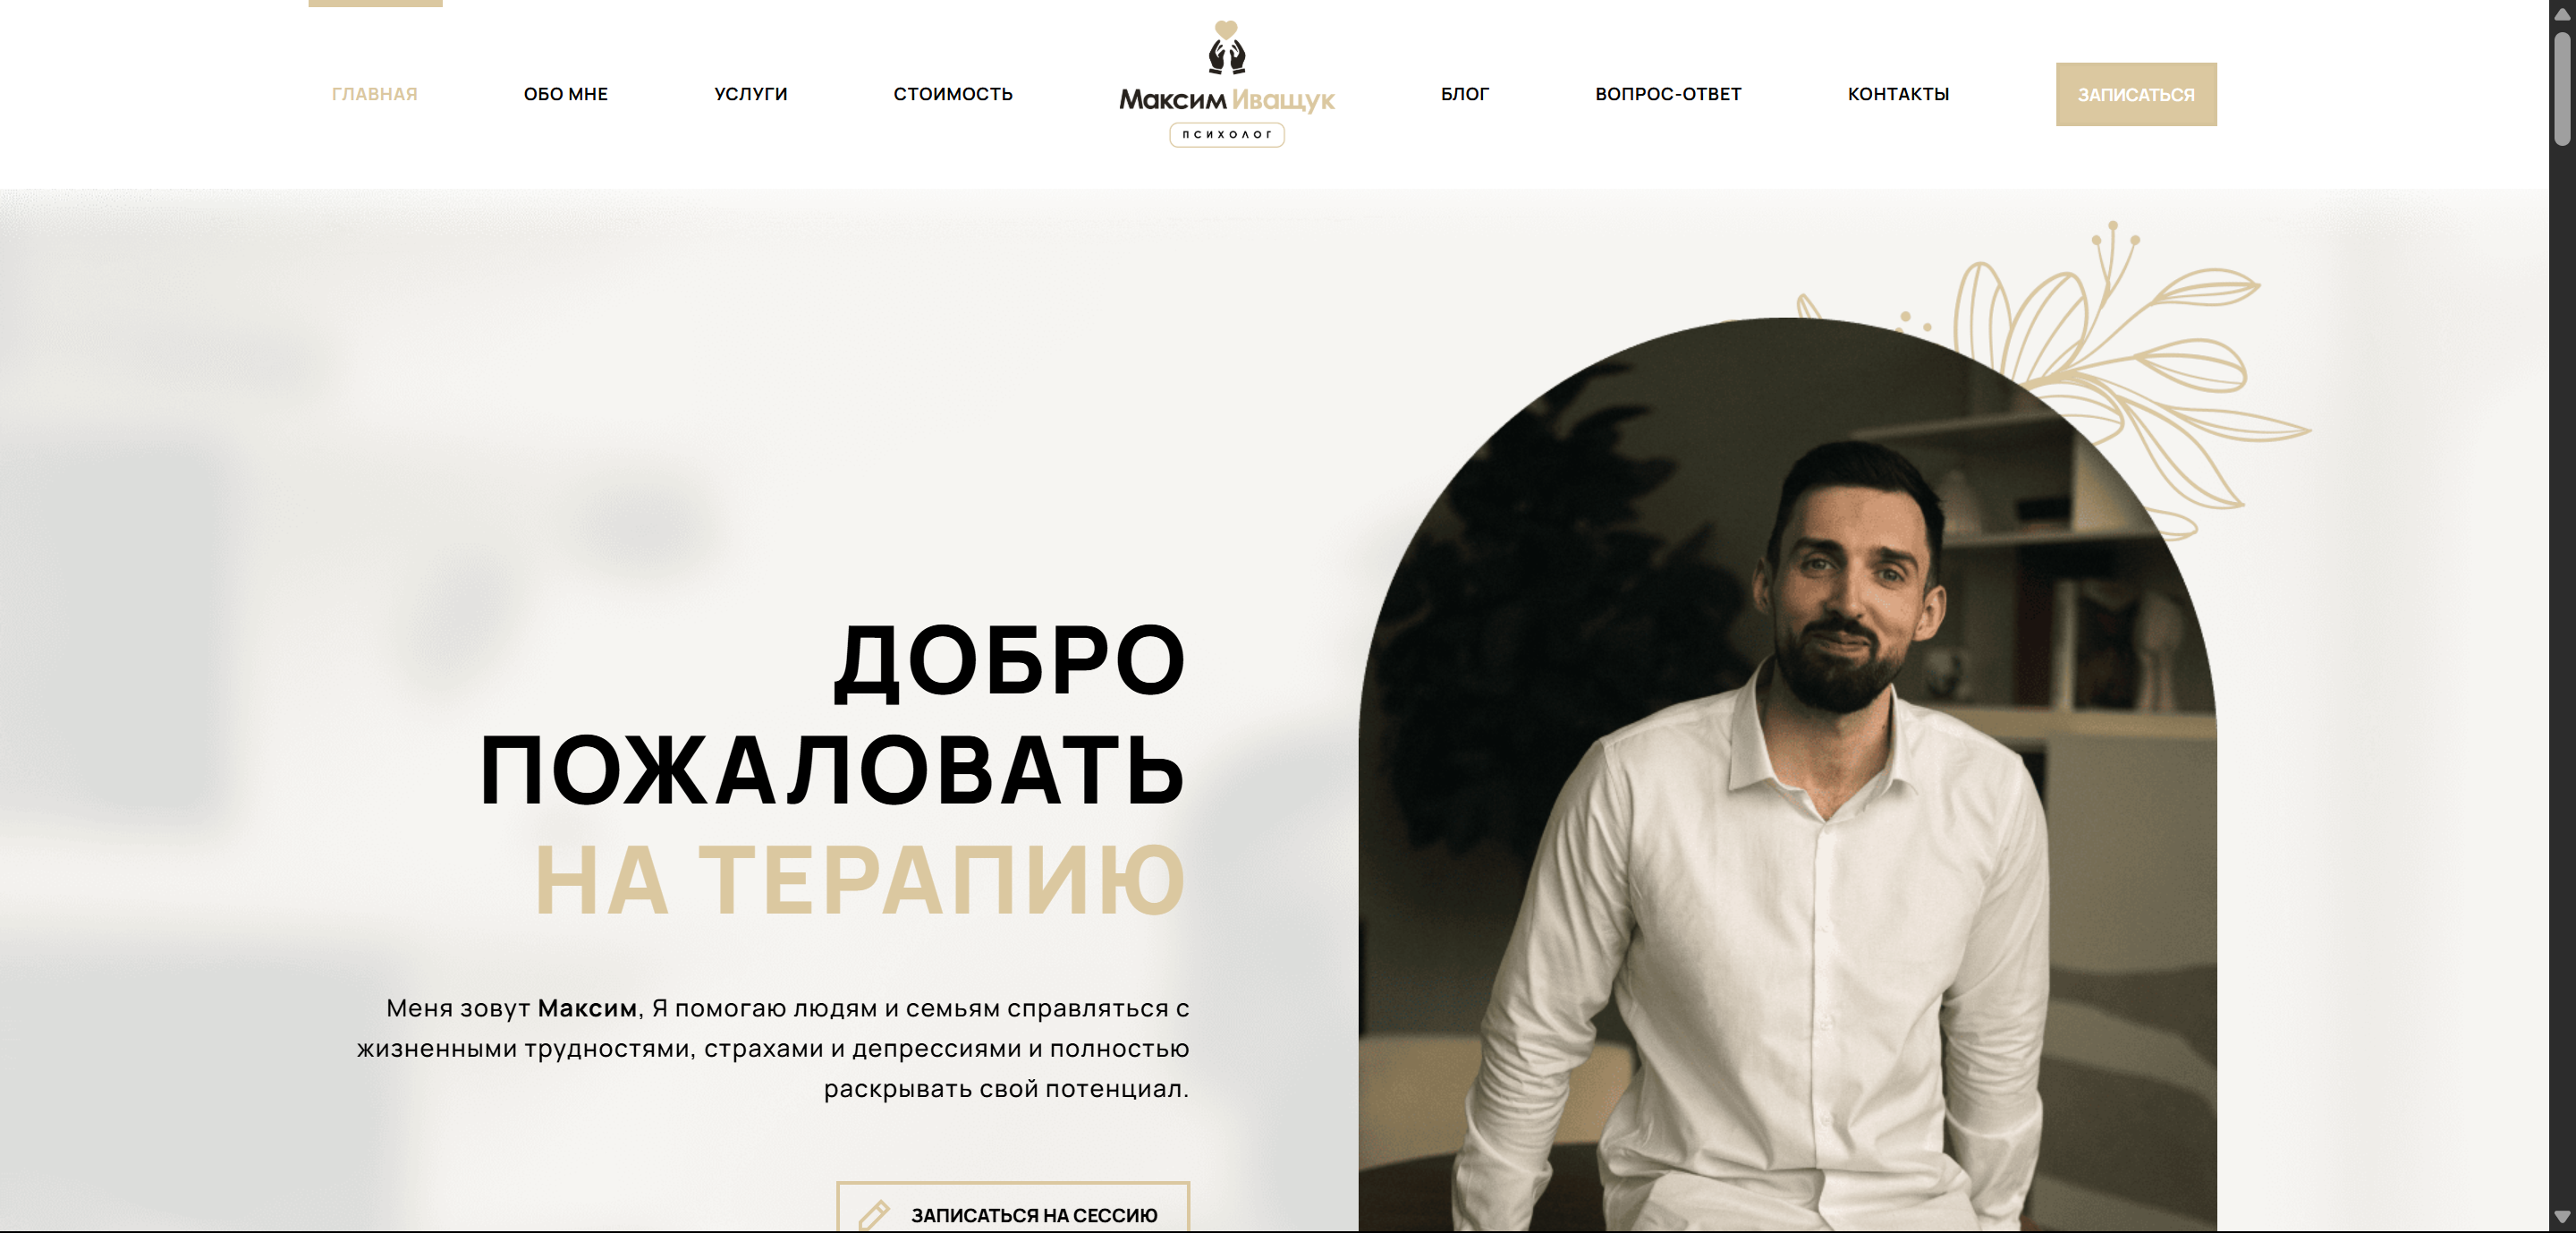 ГЛАВНАЯ
ОБО МНЕ
УСЛУГИ
СТОИМОСТЬ
Максим Иващук
ПСИХОЛОГ
БЛОГ
ВОПРОС-ОТВЕТ
КОНТАКТЫ
ЗАПИСАТЬСЯ
ДОБРО
ПОЖАЛОВАТЬ
НА ТЕРАПИЮ
Меня зовут Максим, Я помогаю людям и семьям справляться с
жизненными трудностями, страхами и депрессиями и полностью
раскрывать свой потенциал.
ЗАПИСАТЬСЯ НА СЕССИЮ